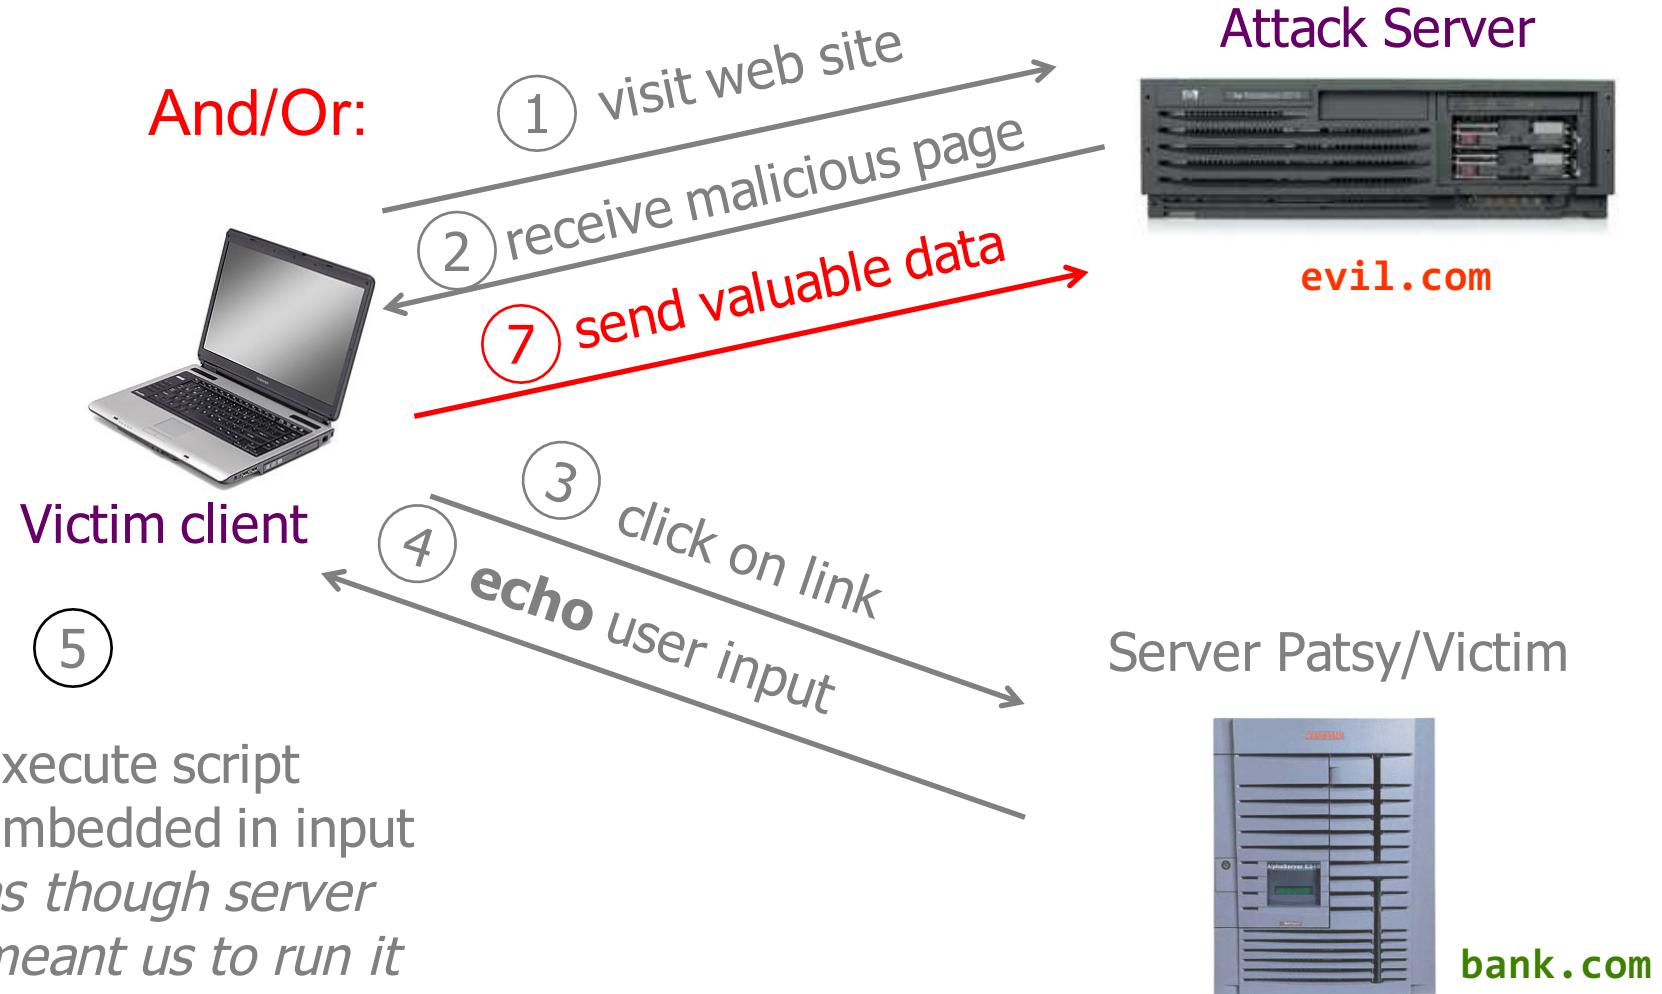 Attack Server
And/Or:
1 visit web site
2 receive malicious page
7 send valuable data
evil.com
Victim client
3 click on link
4 echo user input
5
xecute script
mbedded in input
s though server
meant us to run it
Server Patsy/Victim
bank.com